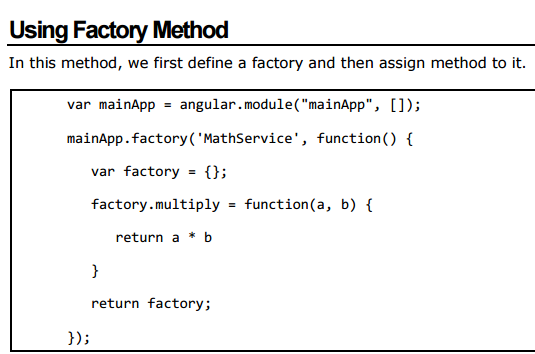 Using Factory Method
In this method, we first define a factory and then assign method to it.
var mainApp = angular.module("mainApp", []);
mainApp.factory('MathService', function() {
var factory = {};
factory.multiply = function(a, b) {
return a * b
}
return factory;
});